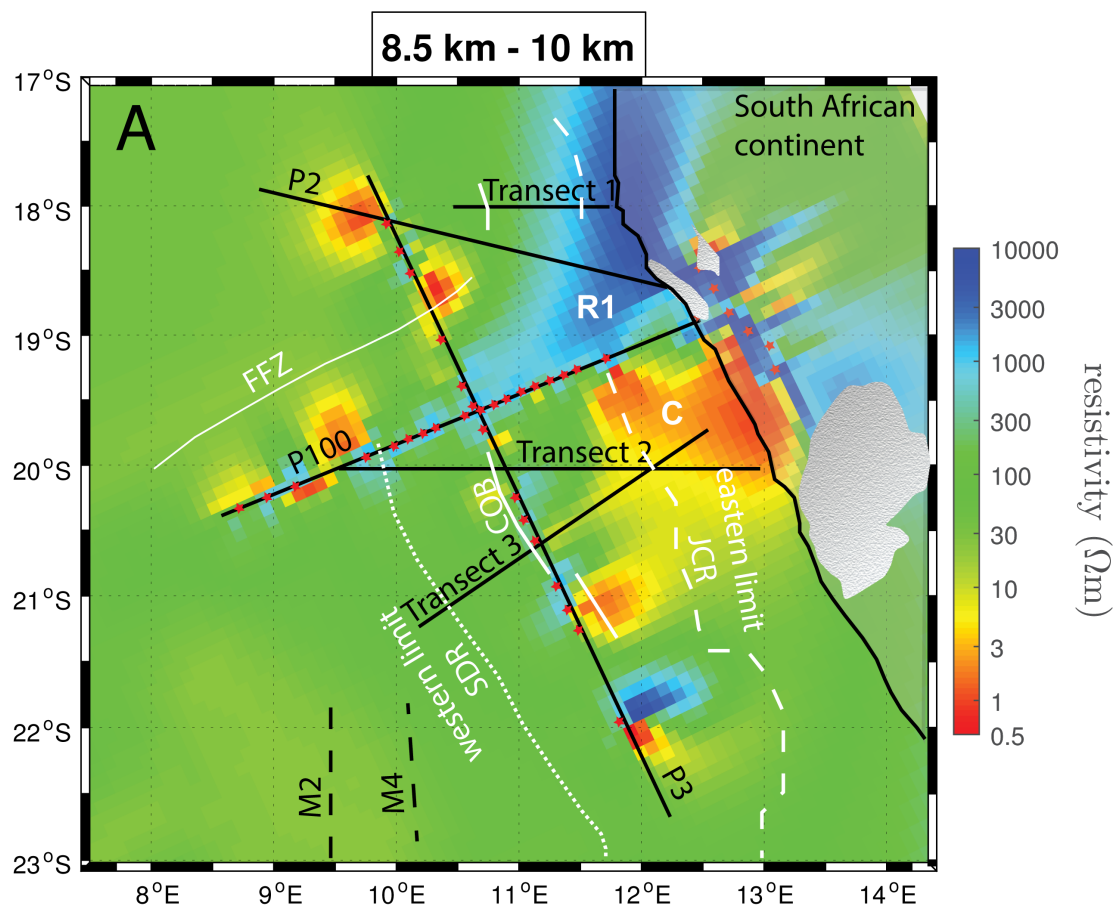 8.5 km - 10 km
17°S
18°S
19°S
20°S
21°S
22°S
23°S
A
South African
continent
P2
Transect 1
R1
FFZ
P100
C
Transect 2
COB
Transect 3
eastern limit
JCR
western limit
SDR
M2
M4
P3
8°E
9°E
10°E
11°E
12°E
13°E
14°E
10000
3000
1000
300
100
30
10
3
1
0.5
resistivity (Ωm)